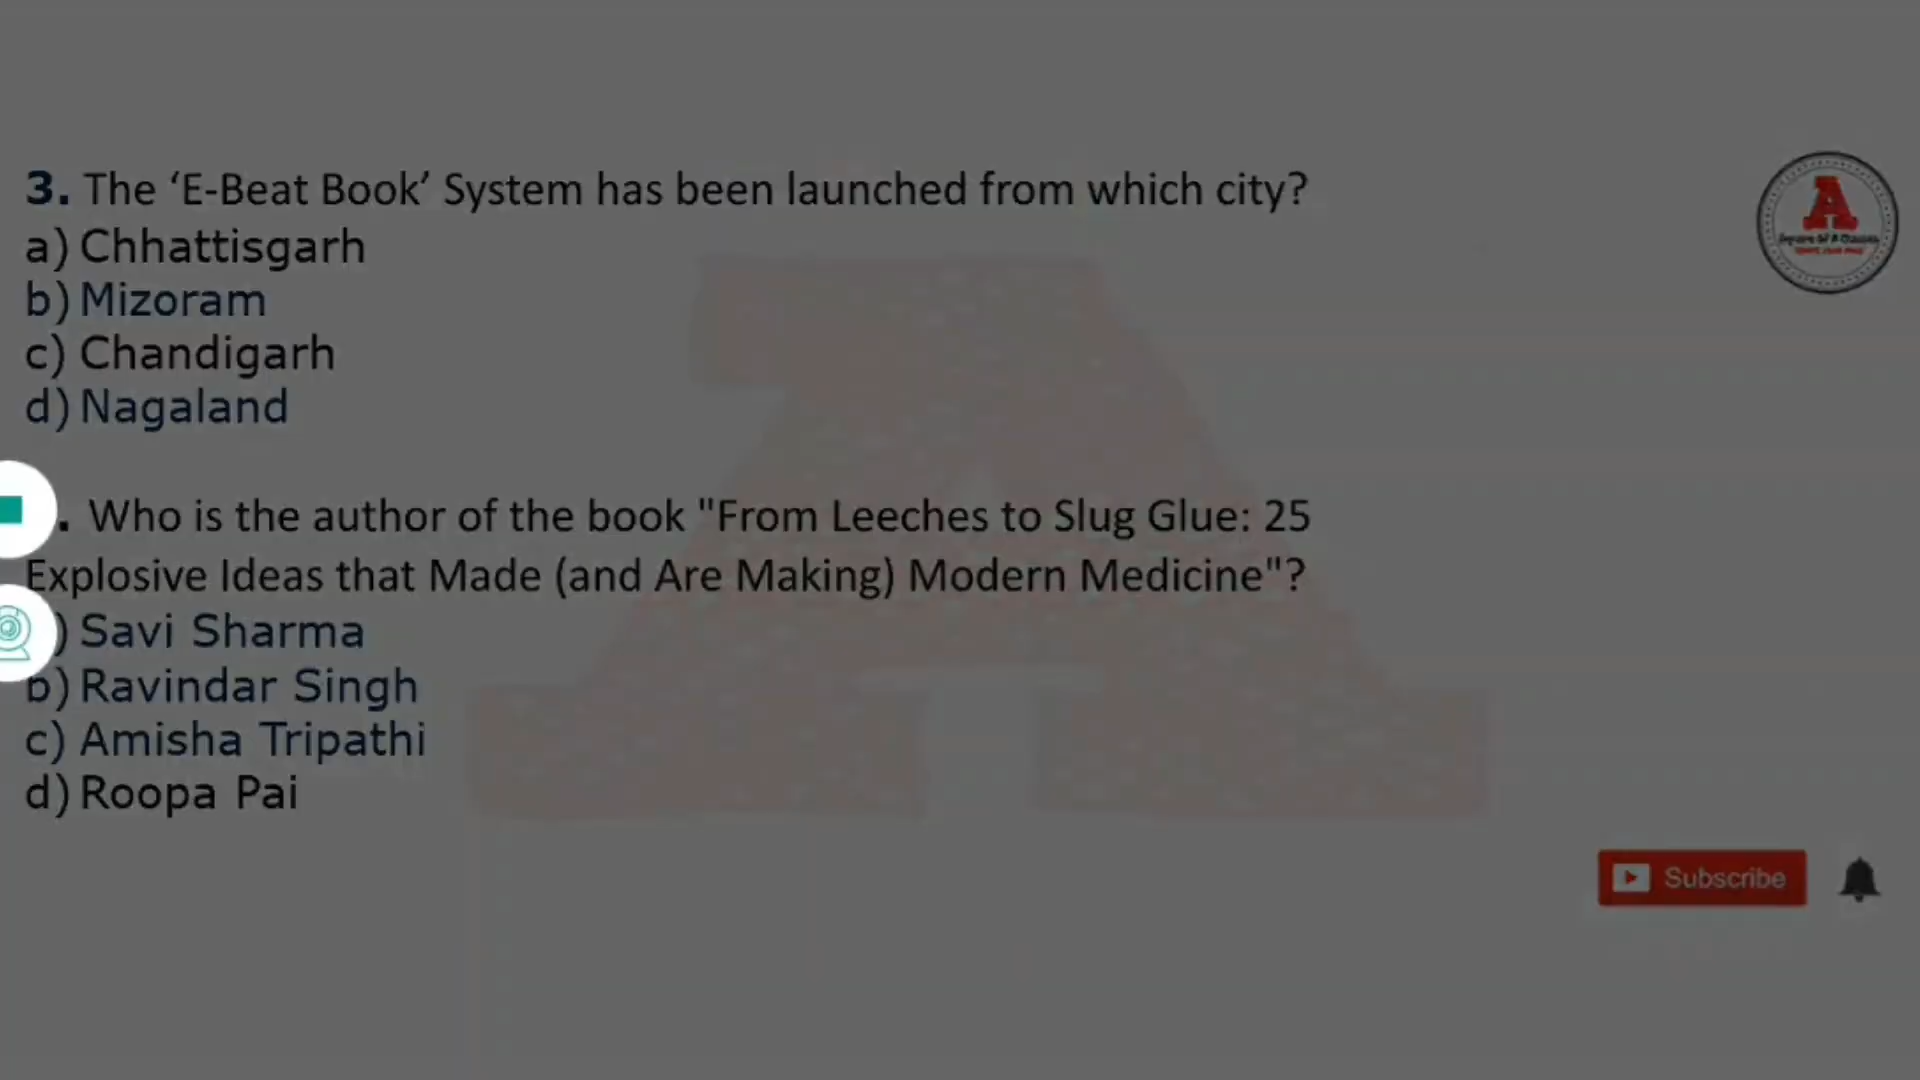 3. The ‘E-Beat Book’ System has been launched from which city?
a) Chhattisgarh
b) Mizoram
c) Chandigarh
d) Nagaland
. Who is the author of the book "From Leeches to Slug Glue: 25
Explosive Ideas that Made (and Are Making) Modern Medicine"?
) Savi Sharma
b) Ravindar Singh
c) Amisha Tripathi
d) Roopa Pai
A
Subscribe